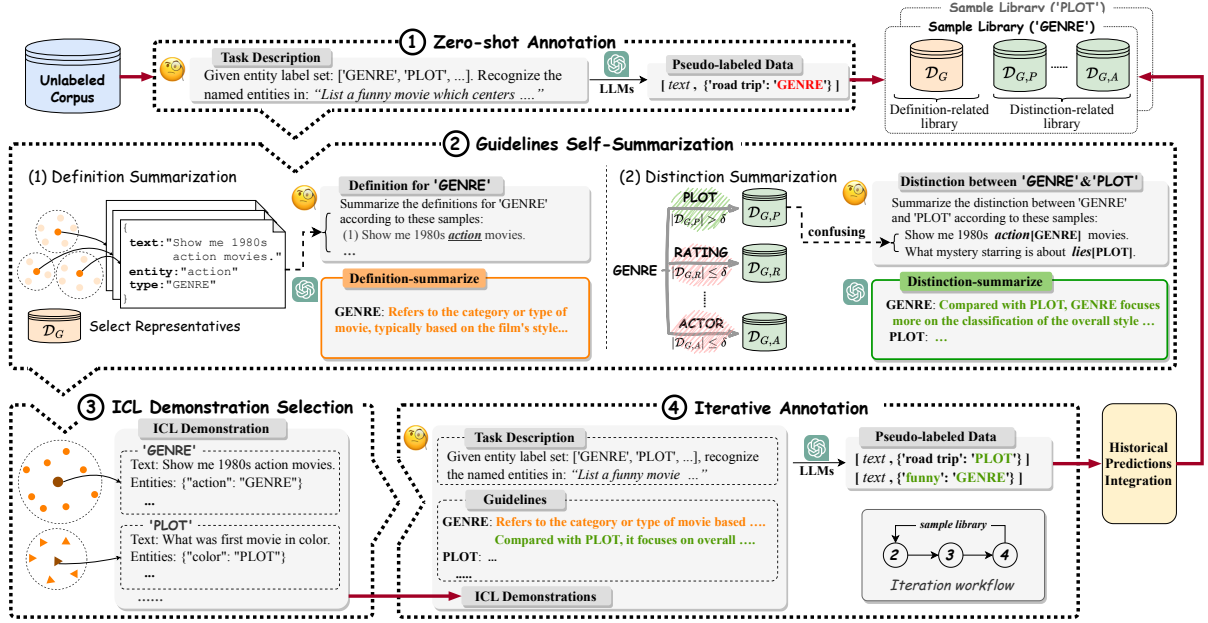 Sample Library ('PLOT')
Sample Library ('GENRE')
D_G
D_{G,P}
......
D_{G,A}
Definition-related library
Distinction-related library
Unlabeled Corpus
1 Zero-shot Annotation
Task Description
Given entity label set: ['GENRE', 'PLOT', ...]. Recognize the
named entities in: “List a funny movie which centers ….”
LLMs
Pseudo-labeled Data
[ text , {'road trip': 'GENRE'} ]
2 Guidelines Self-Summarization
(1) Definition Summarization
{
text:"Show me 1980s
action movies."
entity:"action"
type:"GENRE"
}
D_G
Select Representatives
Definition for 'GENRE'
Summarize the definitions for 'GENRE'
according to these samples:
(1) Show me 1980s action movies.
...
Definition-summarize
GENRE: Refers to the category or type of
movie, typically based on the film's style...
(2) Distinction Summarization
GENRE
PLOT
|D_{G,P}| > δ
D_{G,P}
RATING
|D_{G,R}| ≤ δ
D_{G,R}
ACTOR
|D_{G,A}| ≤ δ
D_{G,A}
confusing
Distinction between 'GENRE'&'PLOT'
Summarize the distinction between 'GENRE'
and 'PLOT' according to these samples:
Show me 1980s action[GENRE] movies.
What mystery starring is about lies[PLOT].
Distinction-summarize
GENRE: Compared with PLOT, GENRE focuses
more on the classification of the overall style …
PLOT: …
3 ICL Demonstration Selection
ICL Demonstration
'GENRE'
Text: Show me 1980s action movies.
Entities: {"action": "GENRE"}
...
'PLOT'
Text: What was first movie in color.
Entities: {"color": "PLOT"}
...
......
4 Iterative Annotation
Task Description
Given entity label set: ['GENRE', 'PLOT', ...], recognize
the named entities in: “List a funny movie …”
Guidelines
GENRE: Refers to the category or type of movie based ….
Compared with PLOT, it focuses on overall ….
PLOT: ...
.....
ICL Demonstrations
LLMs
Pseudo-labeled Data
[ text , {'road trip': 'PLOT'} ]
[ text , {'funny': 'GENRE'} ]
sample library
2
3
4
Iteration workflow
Historical
Predictions
Integration